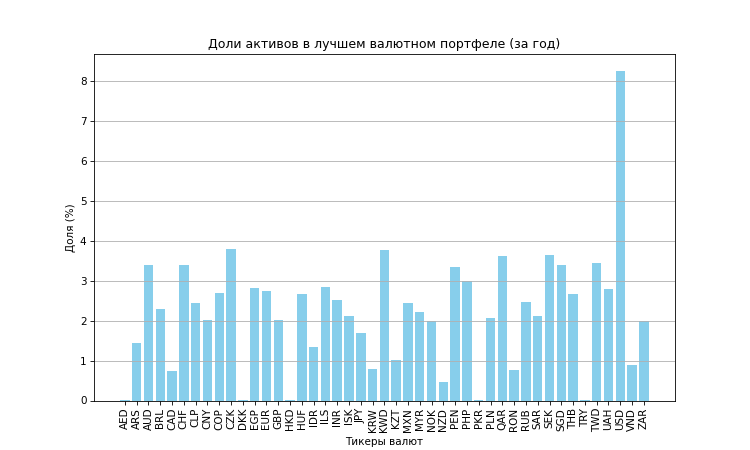 Доли активов в лучшем валютном портфеле (за год)
Доля (%)
8
7
6
5
4
3
2
1
0
AED ARS AUD BRL CAD CHF CLP CNY COP CZK DKK EGP EUR GBP HKD HUF IDR ILS INR ISK JPY KRW KWD KZT MXN MYR NOK NZD PEN PHP PKR PLN QAR RON RUB SAR SEK SGD THB TRY TWD UAH USD VND ZAR
Тикеры валют